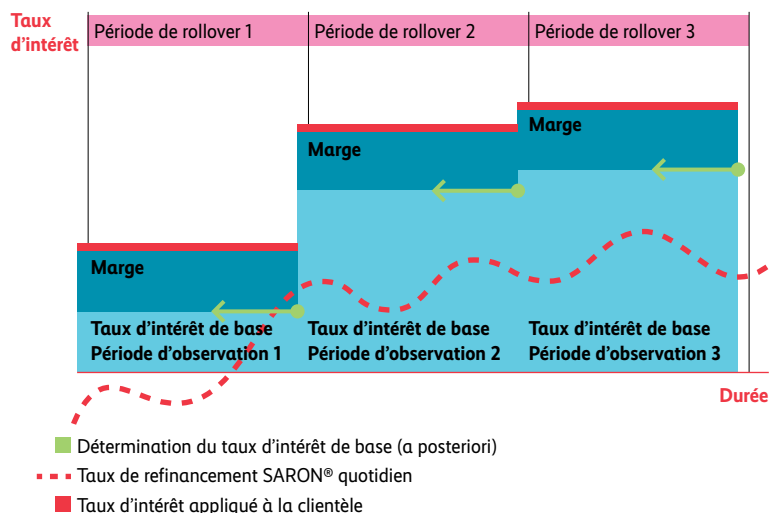 Taux
d'intérêt
Période de rollover 1
Période de rollover 2
Période de rollover 3
Marge
Marge
Marge
Taux d'intérêt de base
Période d'observation 1
Taux d'intérêt de base
Période d'observation 2
Taux d'intérêt de base
Période d'observation 3
Durée
Détermination du taux d'intérêt de base (a posteriori)
Taux de refinancement SARON® quotidien
Taux d'intérêt appliqué à la clientèle